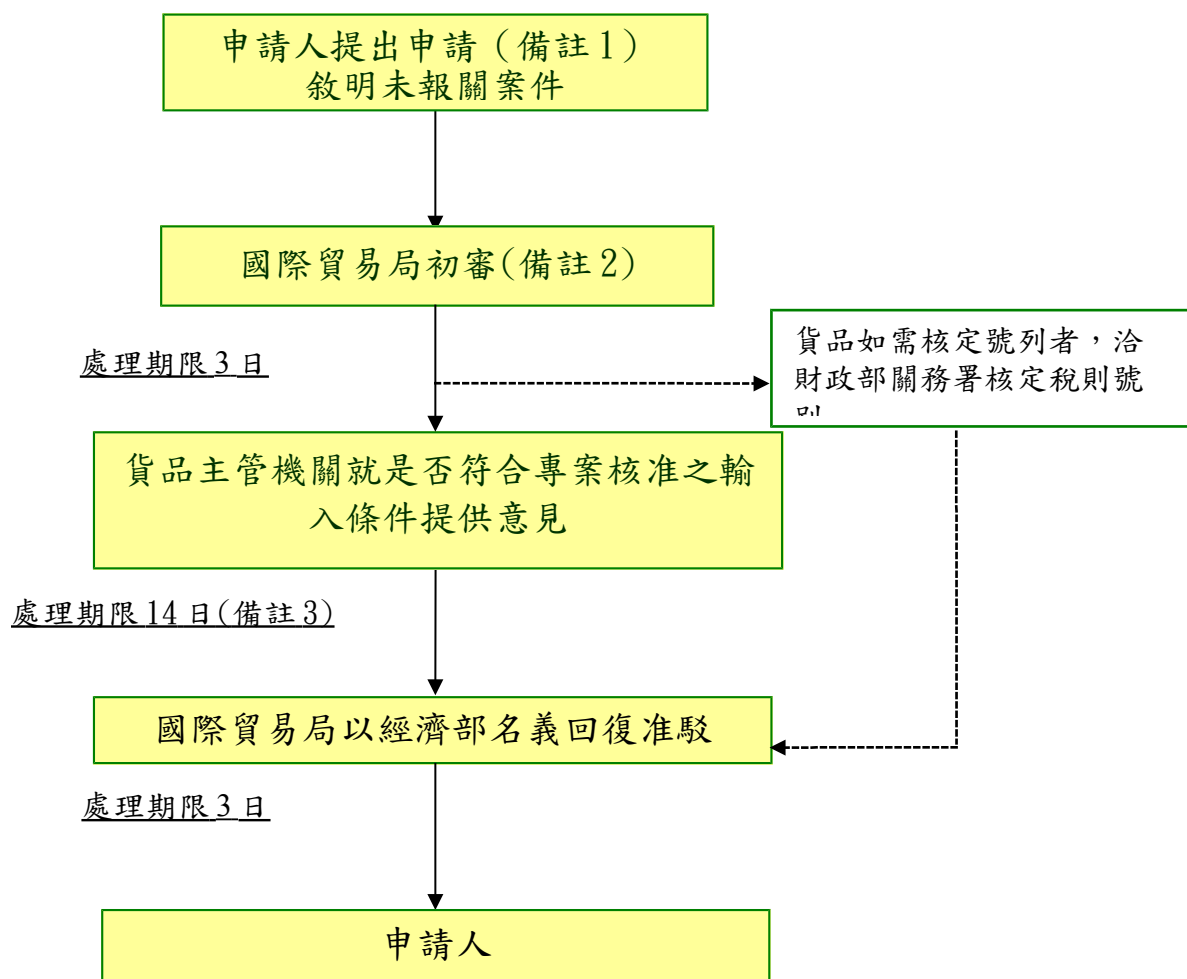 申請人提出申請（備註1）
敘明未報關案件
國際貿易局初審(備註2)
處理期限3日
貨品如需核定號列者，洽
財政部關務署核定稅則號
貨品主管機關就是否符合專案核准之輸
入條件提供意見
處理期限14日(備註3)
國際貿易局以經濟部名義回復准駁
處理期限3日
申請人